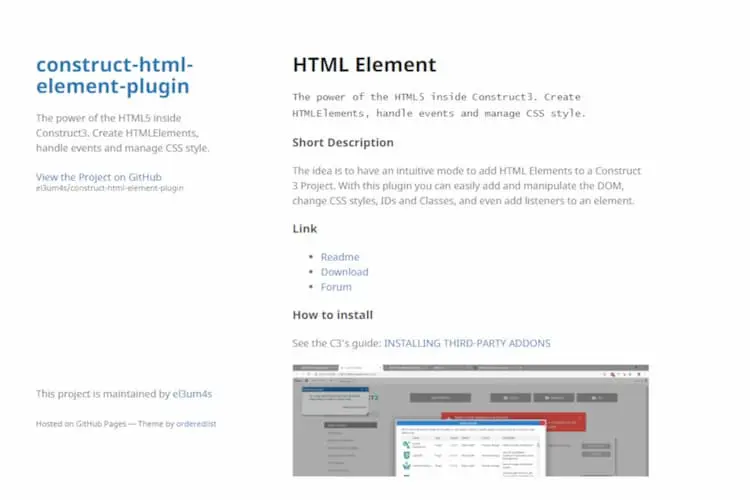 construct-html-
element-plugin
The power of the HTML5 inside
Construct3. Create HTMLElements,
handle events and manage CSS style.
View the Project on GitHub
el3um4s/construct-html-element-plugin
This project is maintained by el3um4s
Hosted on GitHub Pages — Theme by orderedlist
HTML Element
The power of the HTML5 inside Construct3. Create
HTMLElements, handle events and manage CSS style.
Short Description
The idea is to have an intuitive mode to add HTML Elements to a Construct
3 Project. With this plugin you can easily add and manipulate the DOM,
change CSS styles, IDs and Classes, and even add listeners to an element.
Link
Readme
Download
Forum
How to install
See the C3's guide: INSTALLING THIRD-PARTY ADDONS